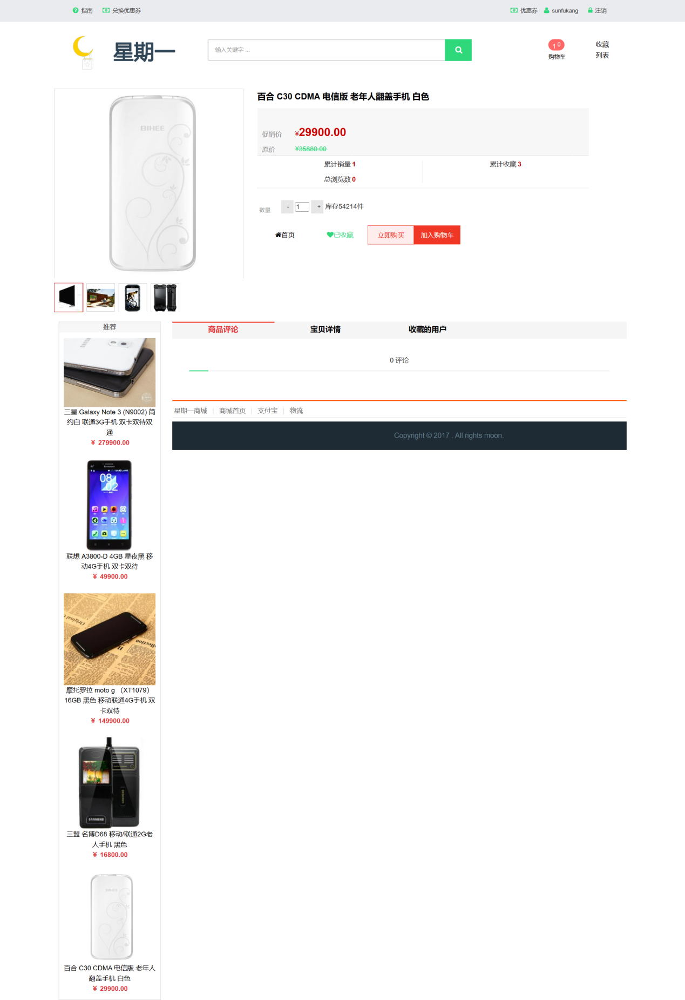 指南 兑换优惠券 优惠券 sunfukang 注销
星期一
输入关键字 ...
1 0
购物车
收藏
列表
BIHEE
百合 C30 CDMA 电信版 老年人翻盖手机 白色
促销价 ¥29900.00
原价 ¥35880.00
累计销量 1 累计收藏 3
总浏览数 0
数量 - 1 + 库存54214件
首页 已收藏 立即购买 加入购物车
推荐
三星 Galaxy Note 3 (N9002) 简
约白 联通3G手机 双卡双待双
通
¥ 279900.00
08
02
联想 A3800-D 4GB 星夜黑 移
动4G手机 双卡双待
¥ 49900.00
Original
摩托罗拉 moto g （XT1079）
16GB 黑色 移动联通4G手机 双
卡双待
¥ 149900.00
SANMENG
三盟 名博D68 移动/联通2G老
人手机 黑色
¥ 16800.00
BIHEE
百合 C30 CDMA 电信版 老年人
翻盖手机 白色
¥ 29900.00
商品评论 宝贝详情 收藏的用户
0 评论
星期一商城 | 商城首页 | 支付宝 | 物流
Copyright © 2017 . All rights moon.